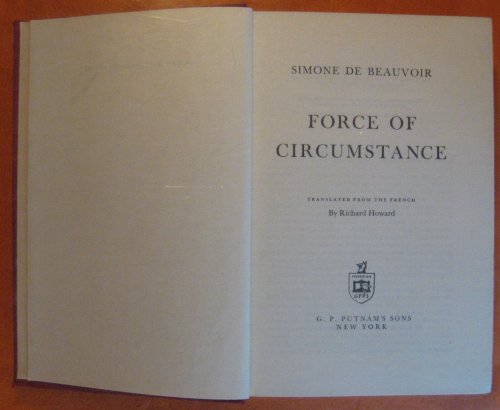 SIMONE DE BEAUVOIR
FORCE OF
CIRCUMSTANCE
TRANSLATED FROM THE FRENCH
By Richard Howard
G. P. PUTNAM'S SONS
NEW YORK